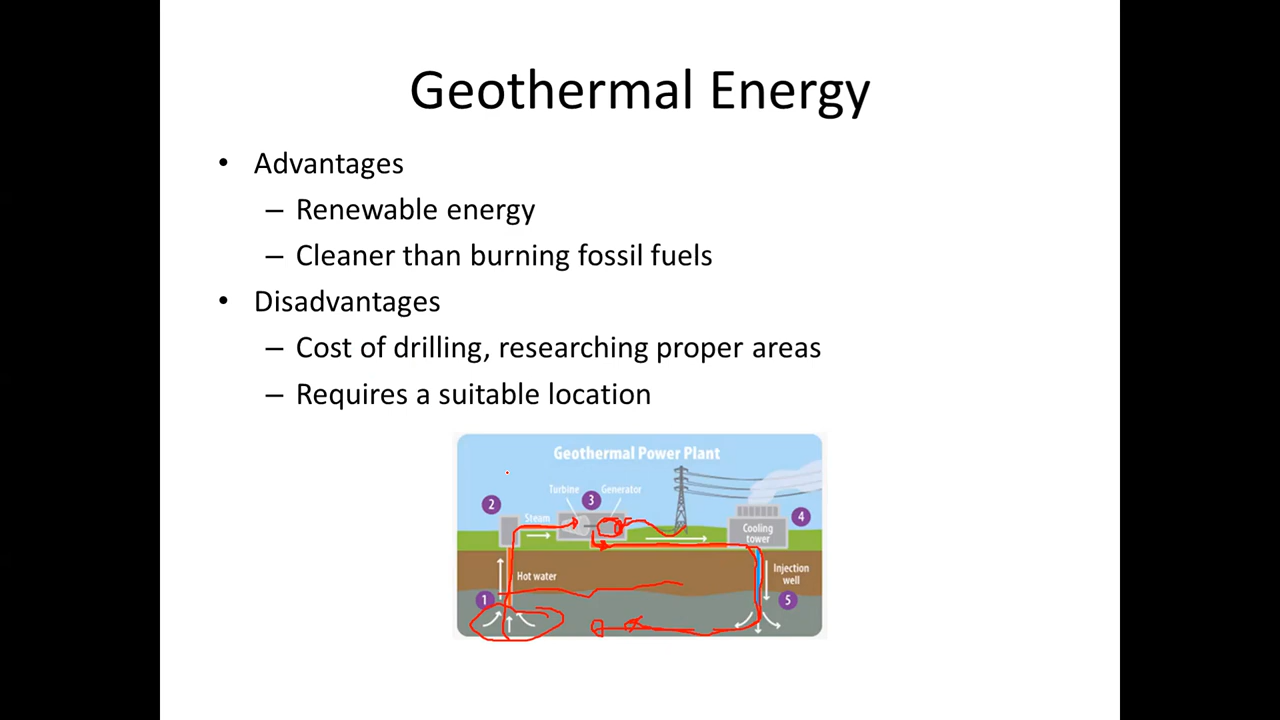 Geothermal Energy
• Advantages
– Renewable energy
– Cleaner than burning fossil fuels
• Disadvantages
– Cost of drilling, researching proper areas
– Requires a suitable location
Geothermal Power Plant
Turbine 3 Generator
2
Steam
4
Cooling
tower
Hot water
Injection
well
1
5